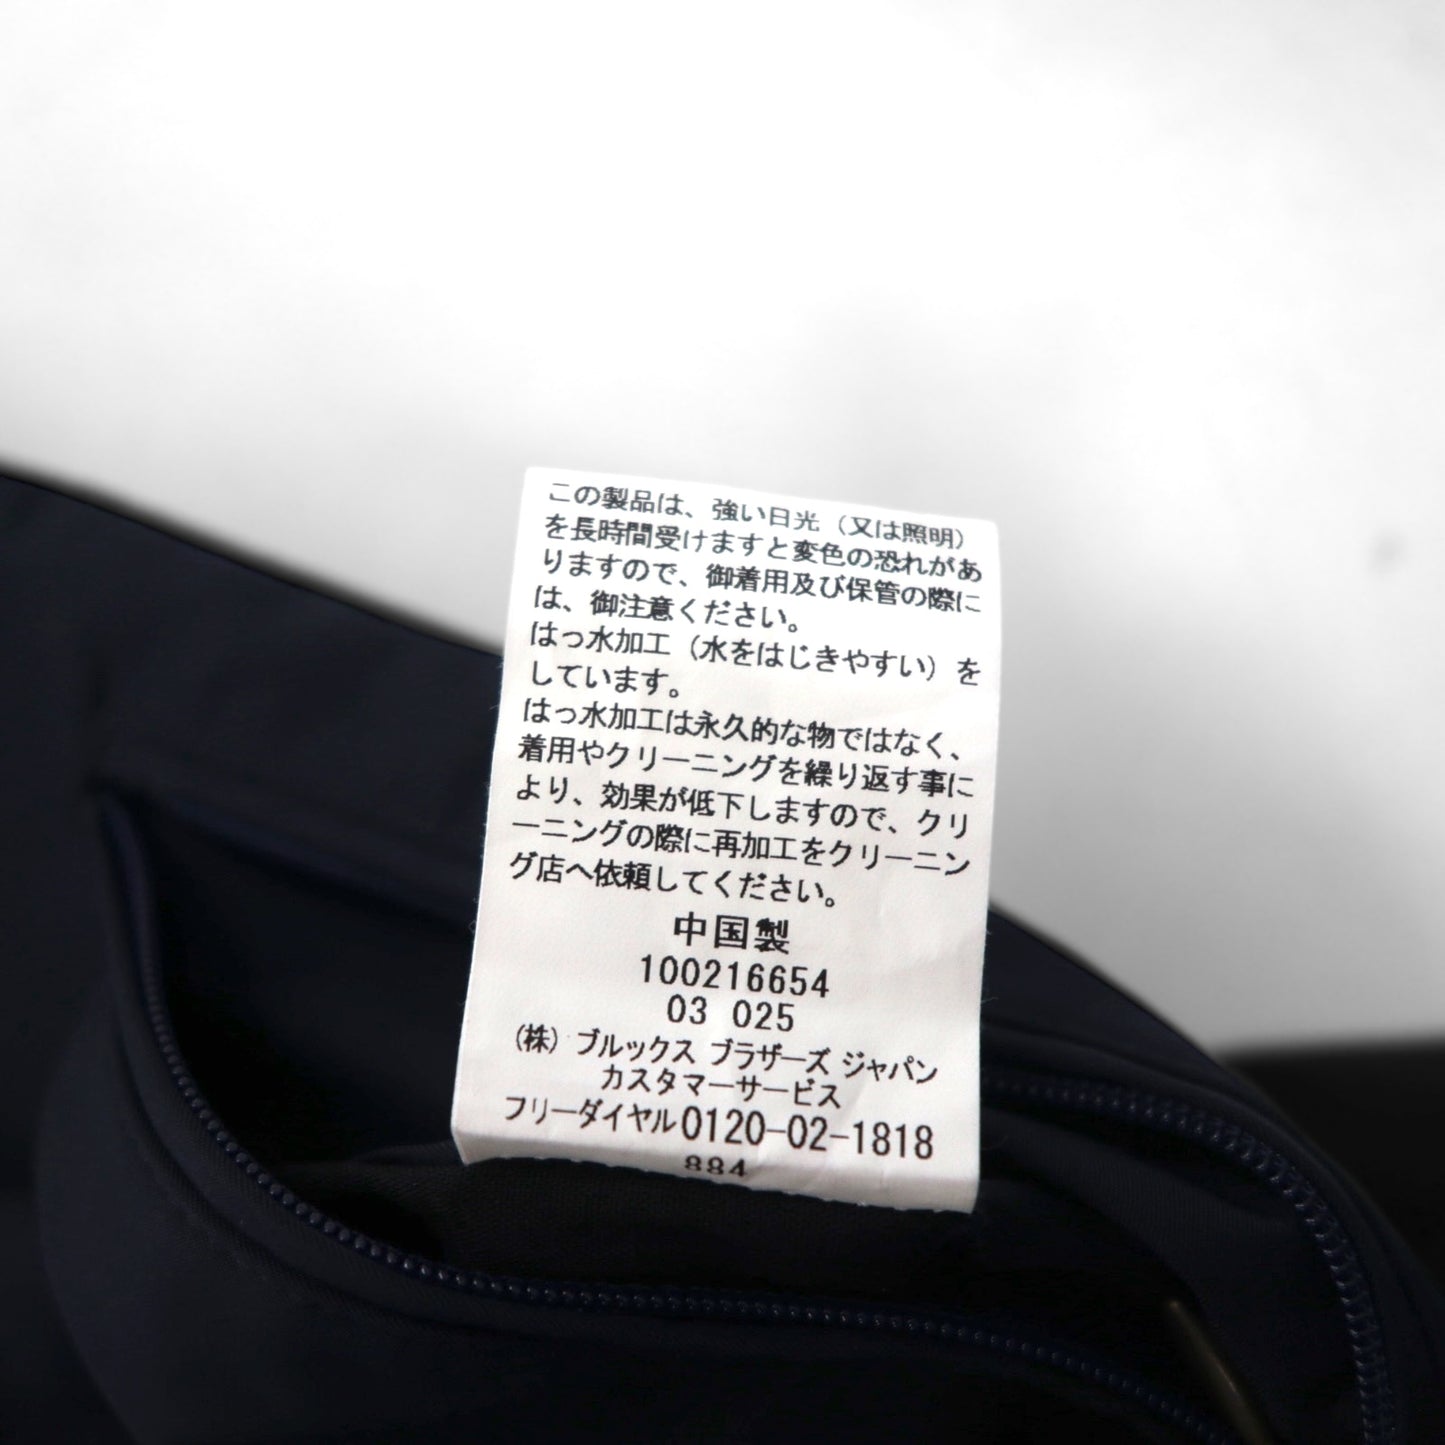 この製品は、強い日光（又は照明）
を長時間受けますと変色の恐れがあ
りますので、御着用及び保管の際に
は、御注意ください。
はっ水加工（水をはじきやすい）を
しています。
はっ水加工は永久的な物ではなく、
着用やクリーニングを繰り返す事に
より、効果が低下しますので、クリ
ーニングの際に再加工をクリーニン
グ店へ依頼してください。
中国製
100216654
03 025
(株) ブルックス ブラザーズ ジャパン
カスタマーサービス
フリーダイヤル0120-02-1818
884